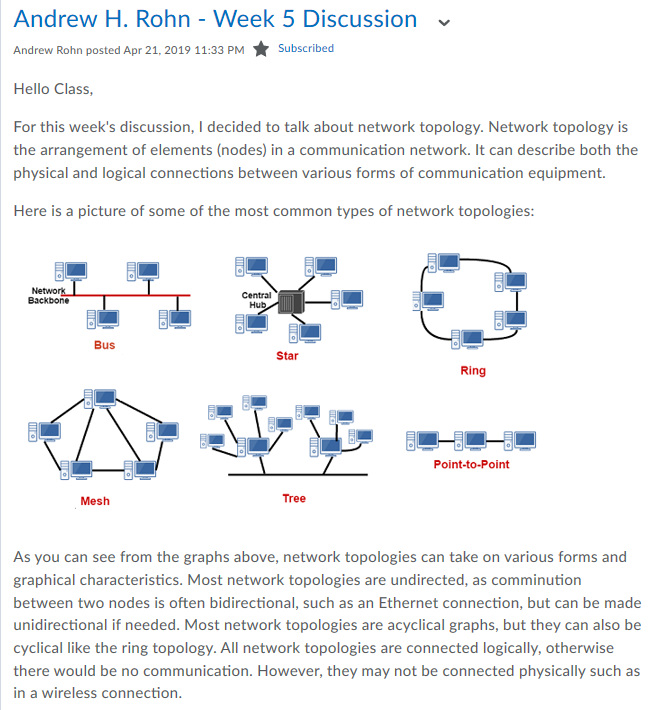 Andrew H. Rohn - Week 5 Discussion
Andrew Rohn posted Apr 21, 2019 11:33 PM Subscribed
Hello Class,
For this week's discussion, I decided to talk about network topology. Network topology is
the arrangement of elements (nodes) in a communication network. It can describe both the
physical and logical connections between various forms of communication equipment.
Here is a picture of some of the most common types of network topologies:
Network
Backbone
Bus
Central
Hub
Star
Ring
Mesh
Tree
Point-to-Point
As you can see from the graphs above, network topologies can take on various forms and
graphical characteristics. Most network topologies are undirected, as comminution
between two nodes is often bidirectional, such as an Ethernet connection, but can be made
unidirectional if needed. Most network topologies are acyclical graphs, but they can also be
cyclical like the ring topology. All network topologies are connected logically, otherwise
there would be no communication. However, they may not be connected physically such as
in a wireless connection.